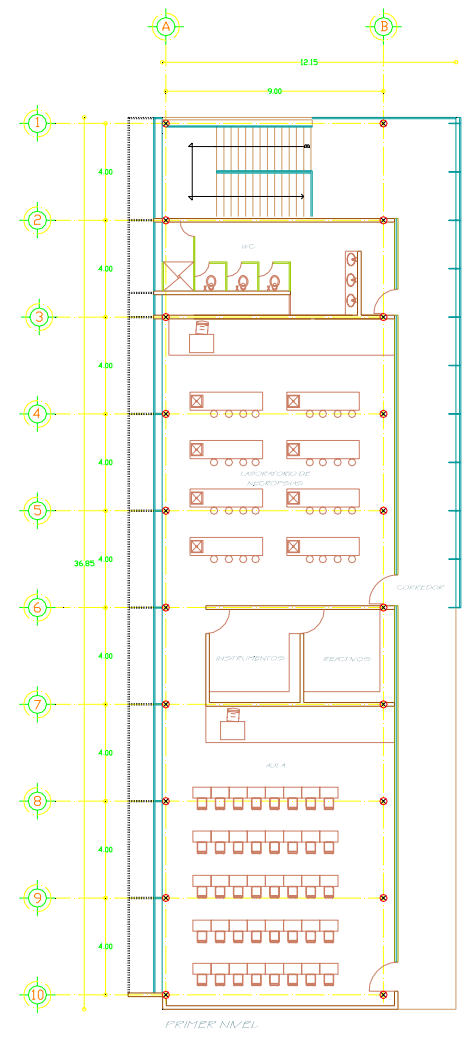 A
B
12.15
9.00
1
4.00
2
WC
4.00
3
4.00
4
4.00
LABORATORIO DE
NECROPSIAS
5
36.85
4.00
CORREDOR
6
4.00
INSTRUMENTOS
REACTIVOS
7
4.00
AULA
8
4.00
9
4.00
10
PRIMER NIVEL